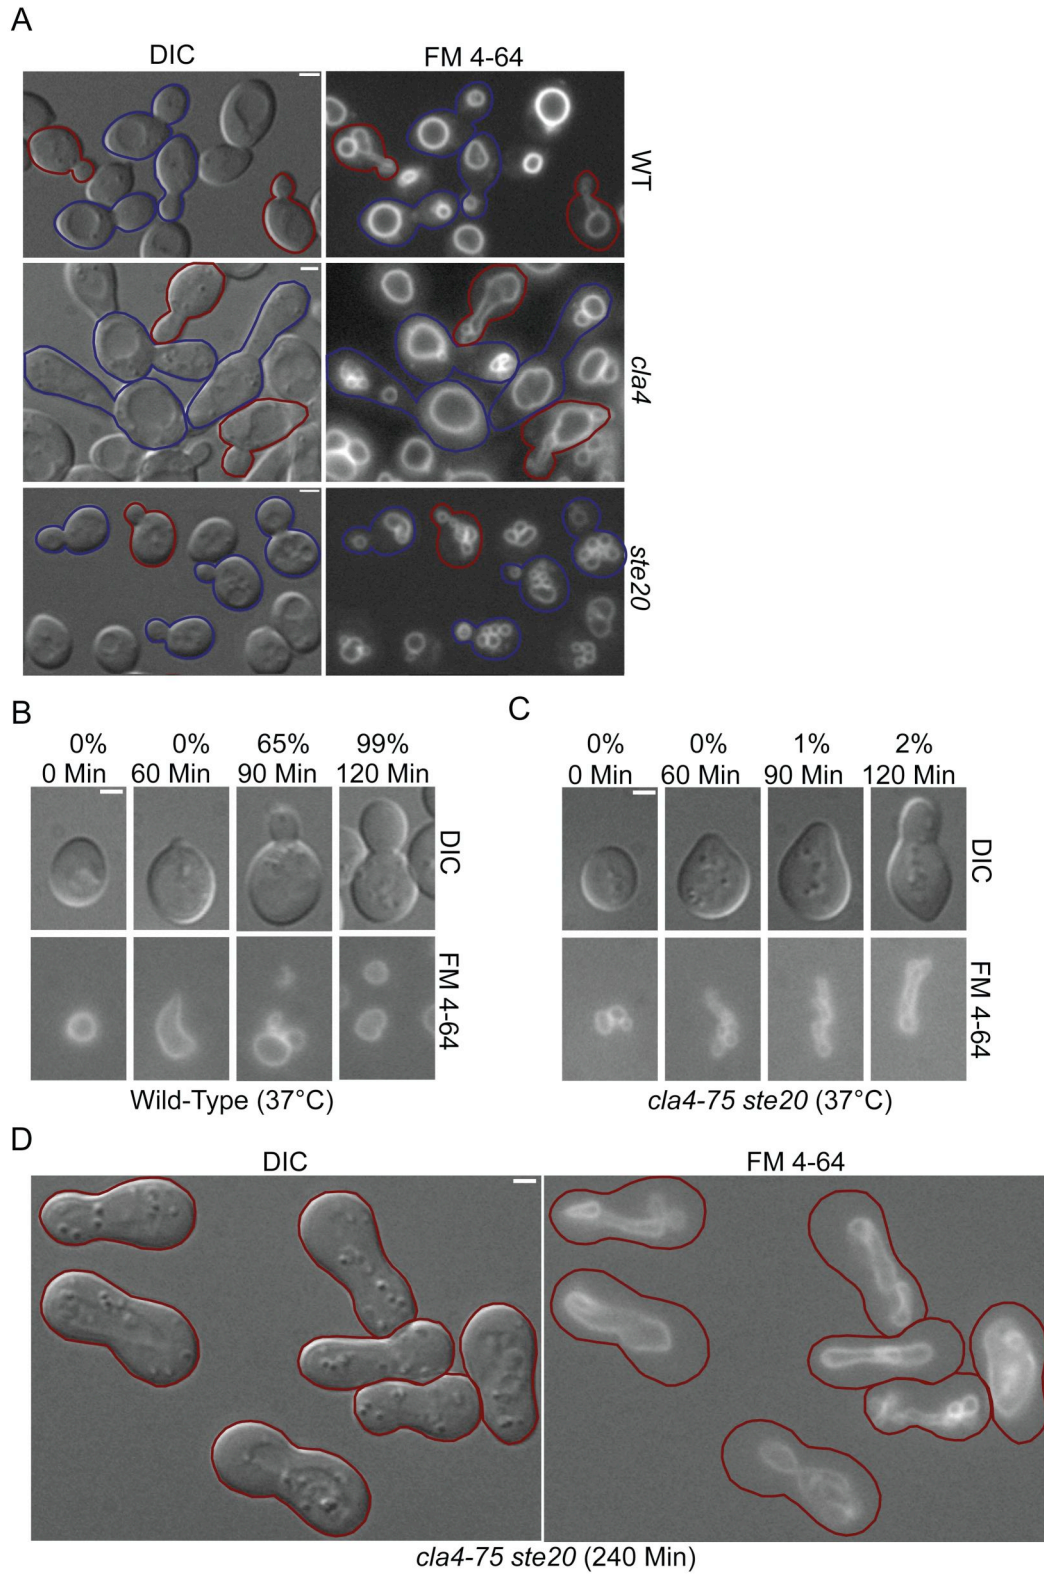 A
DIC FM 4-64
WT
cla4
ste20
B
0% 0% 65% 99%
0 Min 60 Min 90 Min 120 Min
DIC
FM 4-64
Wild-Type (37°C)
C
0% 0% 1% 2%
0 Min 60 Min 90 Min 120 Min
DIC
FM 4-64
cla4-75 ste20 (37°C)
D
DIC FM 4-64
cla4-75 ste20 (240 Min)